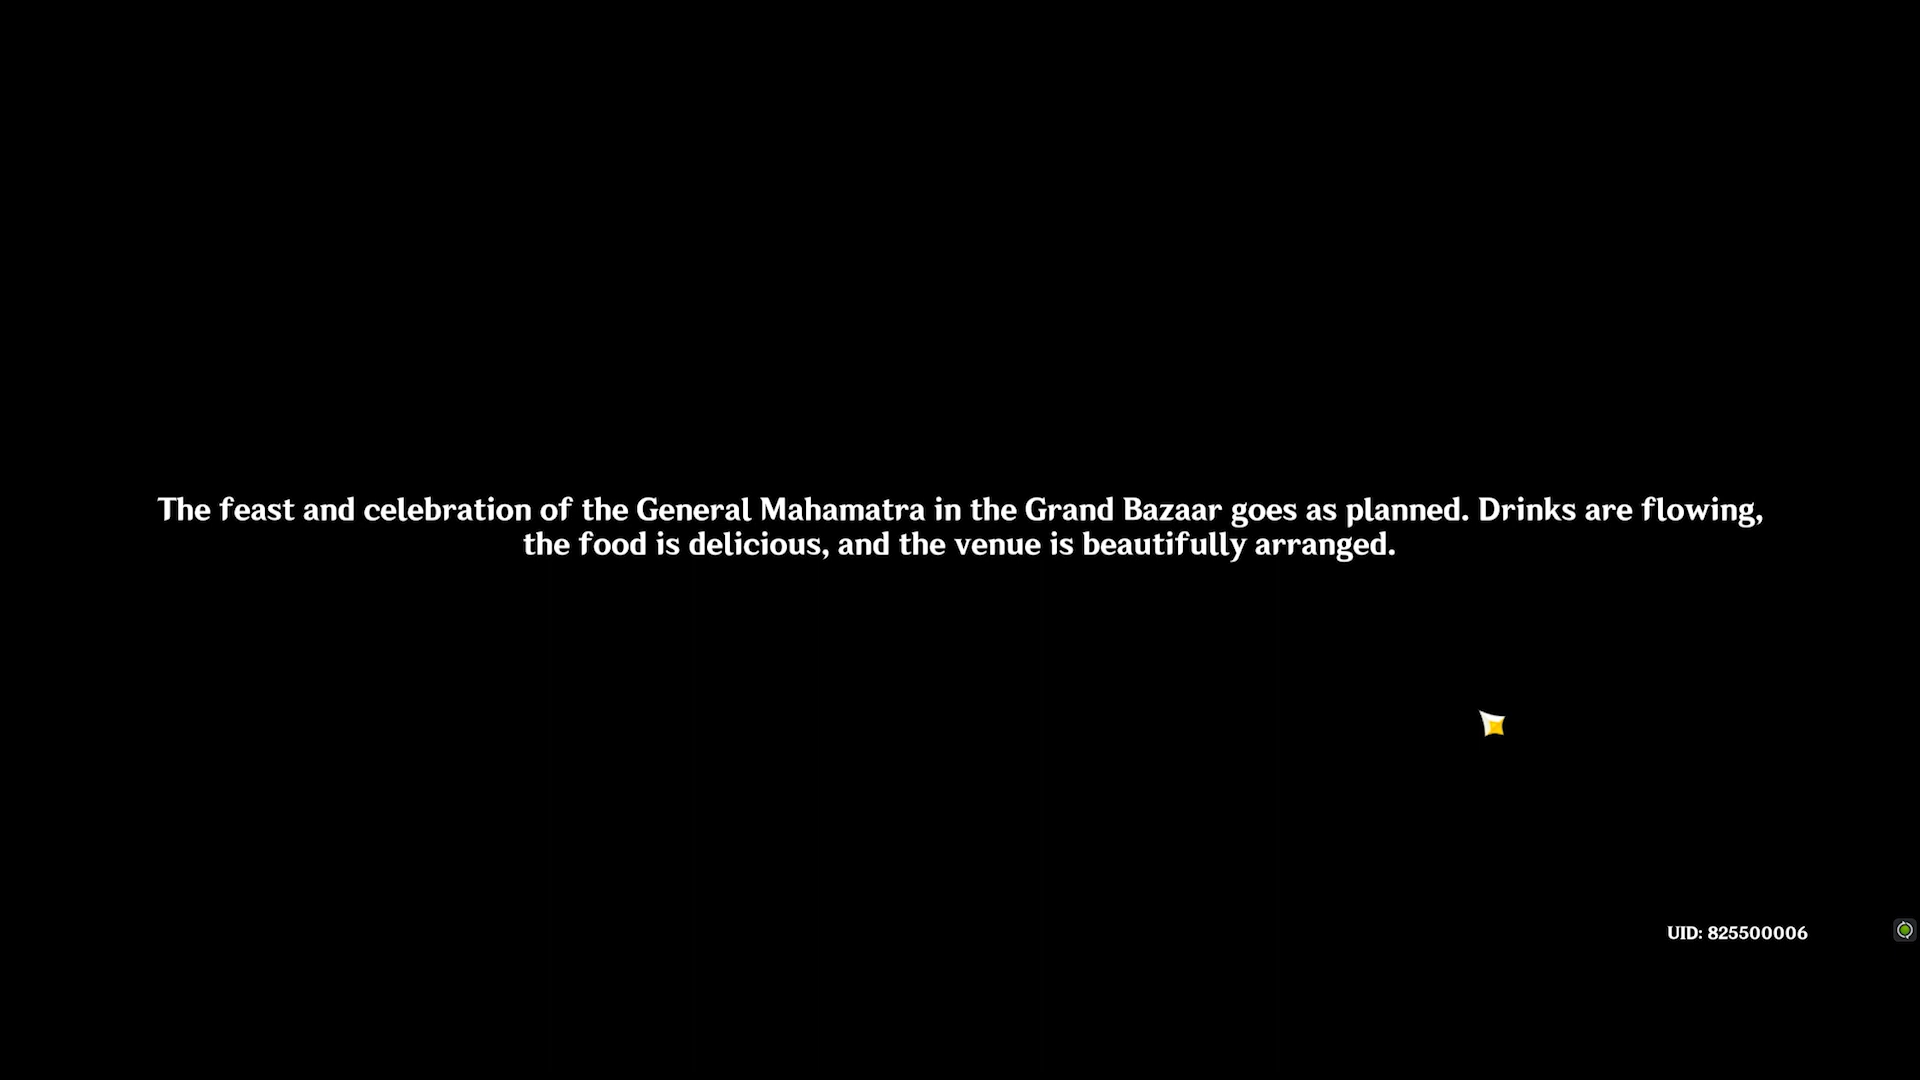 The feast and celebration of the General Mahamatra in the Grand Bazaar goes as planned. Drinks are flowing,
the food is delicious, and the venue is beautifully arranged.
UID: 825500006